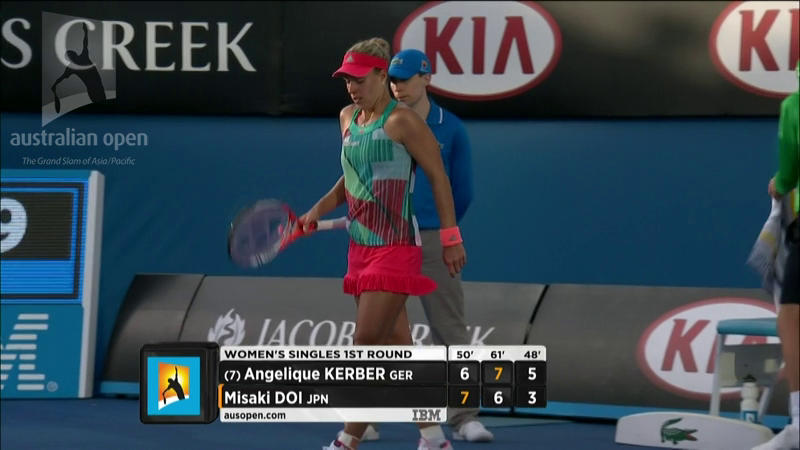 S CREEK
KIA
KIA
australian open
The Grand Slam of Asia/Pacific
9
JACOB
EK
KIA
WOMEN'S SINGLES 1ST ROUND 50' 61' 48'
(7) Angelique KERBER GER 6 7 5
Misaki DOI JPN 7 6 3
ausopen.com IBM